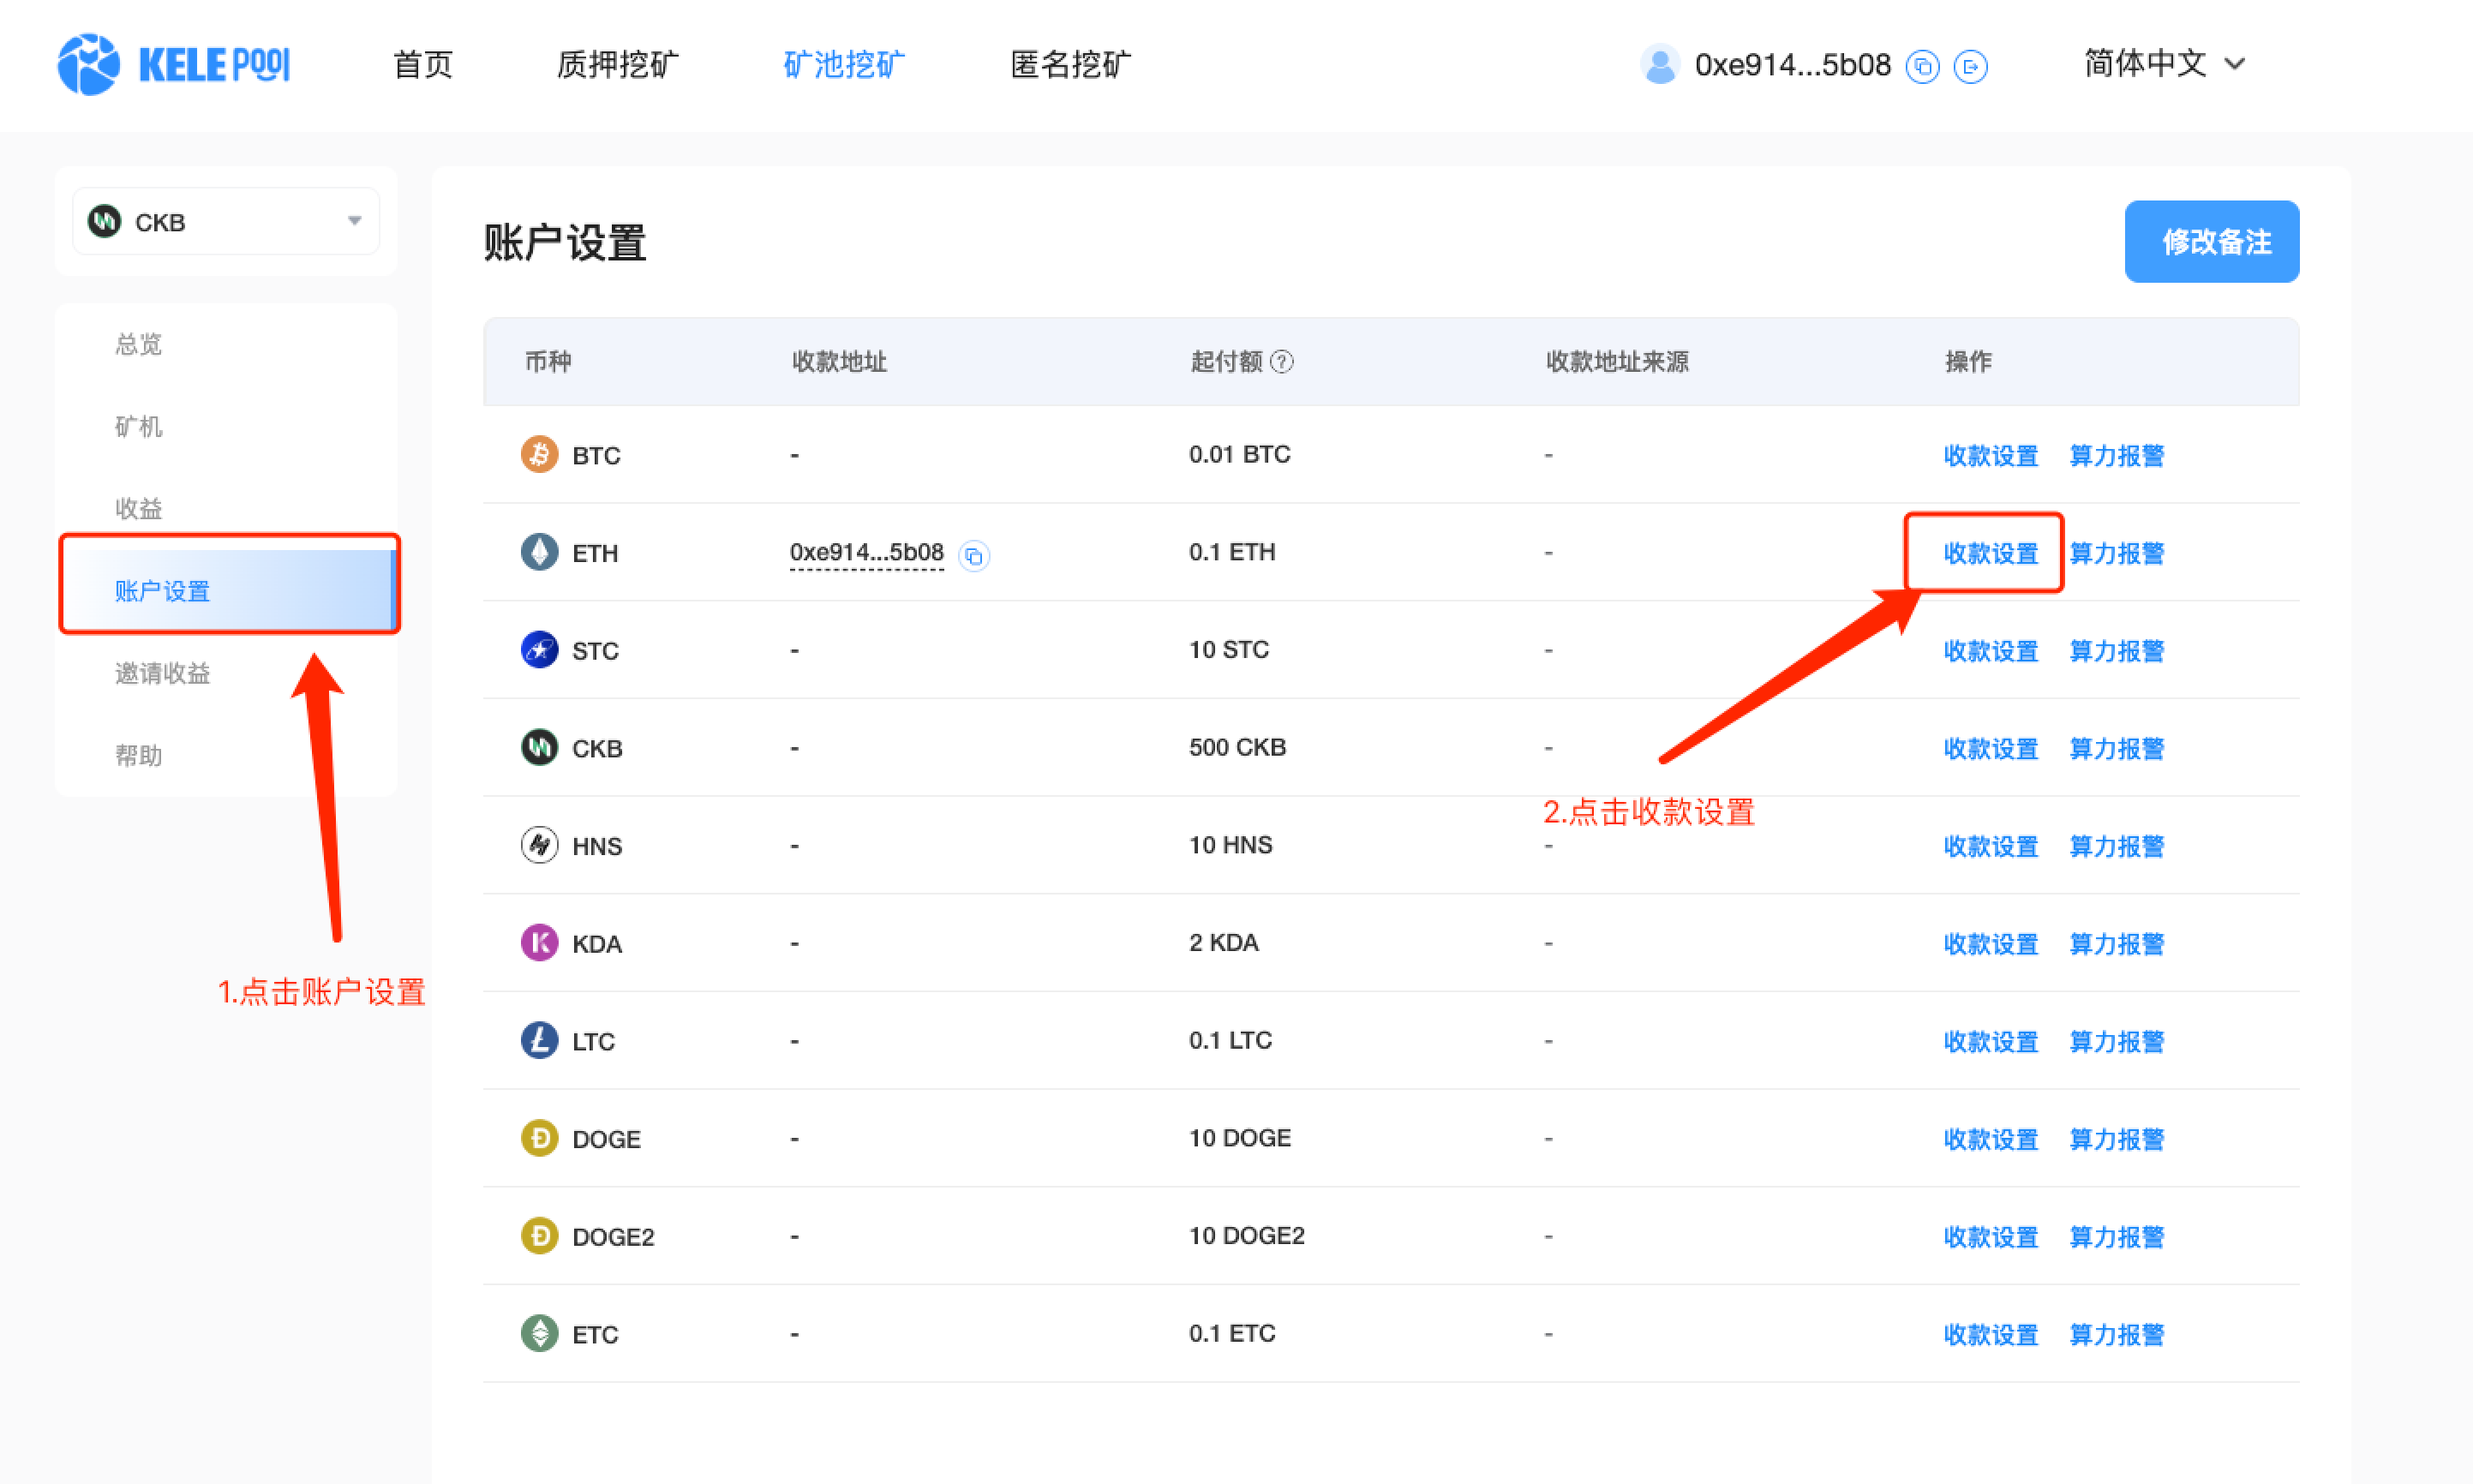 KELE POOl
首页
质押挖矿
矿池挖矿
匿名挖矿
0xe914...5b08
简体中文
CKB
总览
矿机
收益
账户设置
邀请收益
帮助
1.点击账户设置
账户设置
修改备注
币种 收款地址 起付额 ? 收款地址来源 操作
BTC - 0.01 BTC - 收款设置 算力报警
ETH 0xe914...5b08 0.1 ETH - 收款设置 算力报警
STC - 10 STC - 收款设置 算力报警
CKB - 500 CKB - 收款设置 算力报警
2.点击收款设置
HNS - 10 HNS - 收款设置 算力报警
KDA - 2 KDA - 收款设置 算力报警
LTC - 0.1 LTC - 收款设置 算力报警
DOGE - 10 DOGE - 收款设置 算力报警
DOGE2 - 10 DOGE2 - 收款设置 算力报警
ETC - 0.1 ETC - 收款设置 算力报警